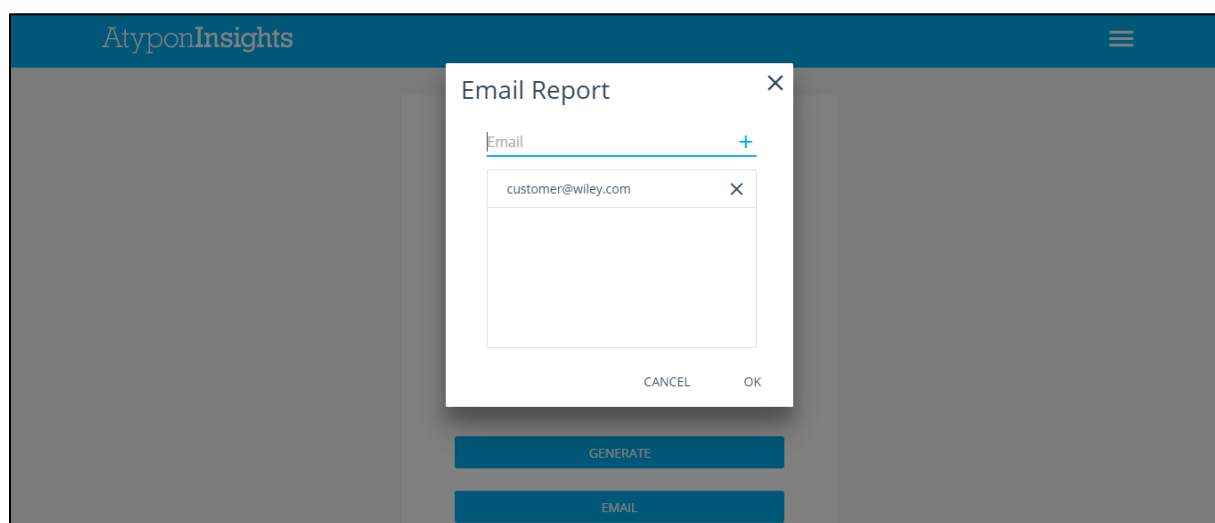 AtyponInsights
Email Report
Email
customer@wiley.com
CANCEL OK
GENERATE
EMAIL